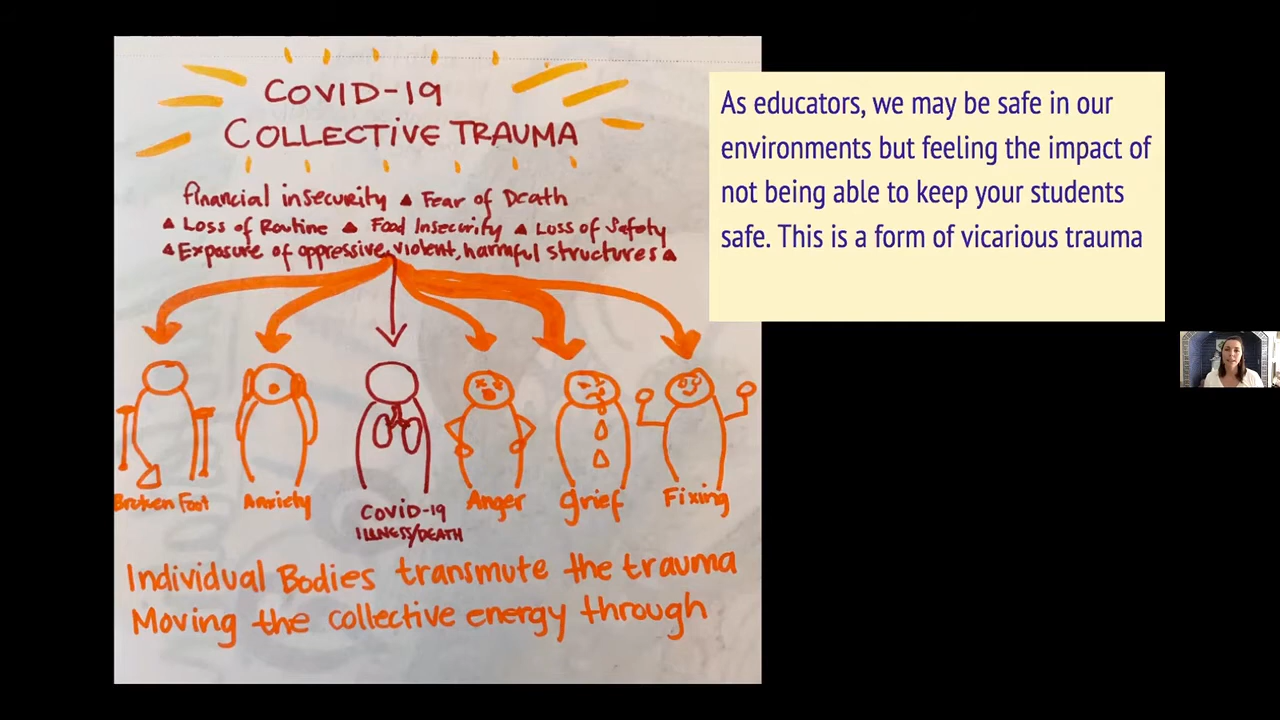 COVID-19
COLLECTIVE TRAUMA
financial insecurity ▲ Fear of Death
▲ Loss of Routine ▲ Food Insecurity ▲ Loss of Safety
▲ Exposure of oppressive, violent, harmful structures ▲
Broken Foot
Anxiety
COVID-19
ILLNESS/DEATH
Anger
grief
Fixing
Individual Bodies transmute the trauma
Moving the collective energy through
As educators, we may be safe in our
environments but feeling the impact of
not being able to keep your students
safe. This is a form of vicarious trauma